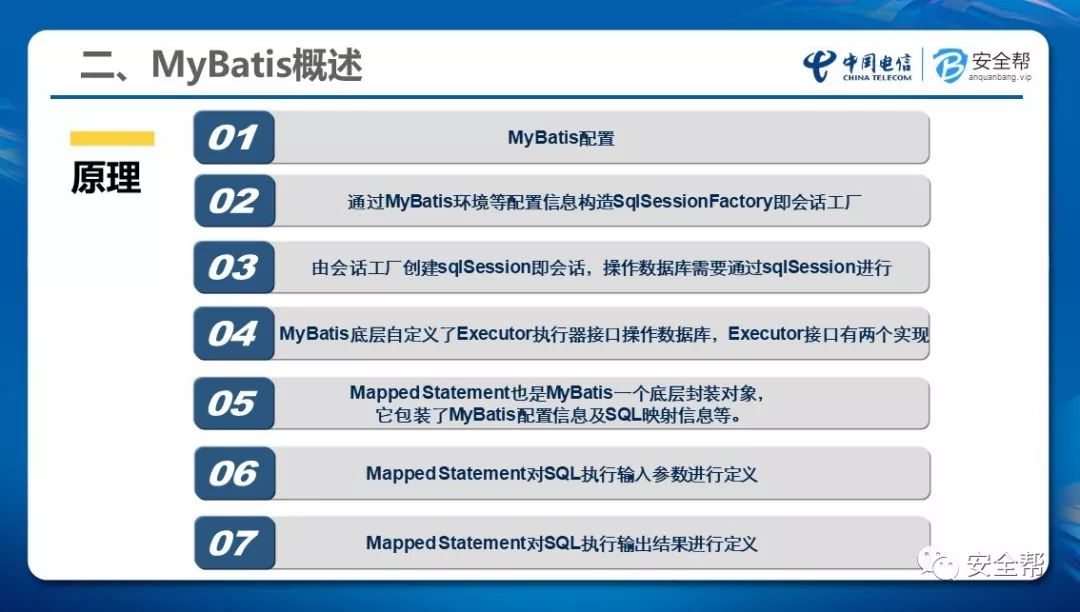 二、MyBatis概述
中国电信
CHINA TELECOM
安全帮
anquanbang.vip
原理
01
MyBatis配置
02
通过MyBatis环境等配置信息构造SqlSessionFactory即会话工厂
03
由会话工厂创建sqlSession即会话，操作数据库需要通过sqlSession进行
04
MyBatis底层自定义了Executor执行器接口操作数据库，Executor接口有两个实现
05
Mapped Statement也是MyBatis一个底层封装对象，
它包装了MyBatis配置信息及SQL映射信息等。
06
Mapped Statement对SQL执行输入参数进行定义
07
Mapped Statement对SQL执行输出结果进行定义
安全帮